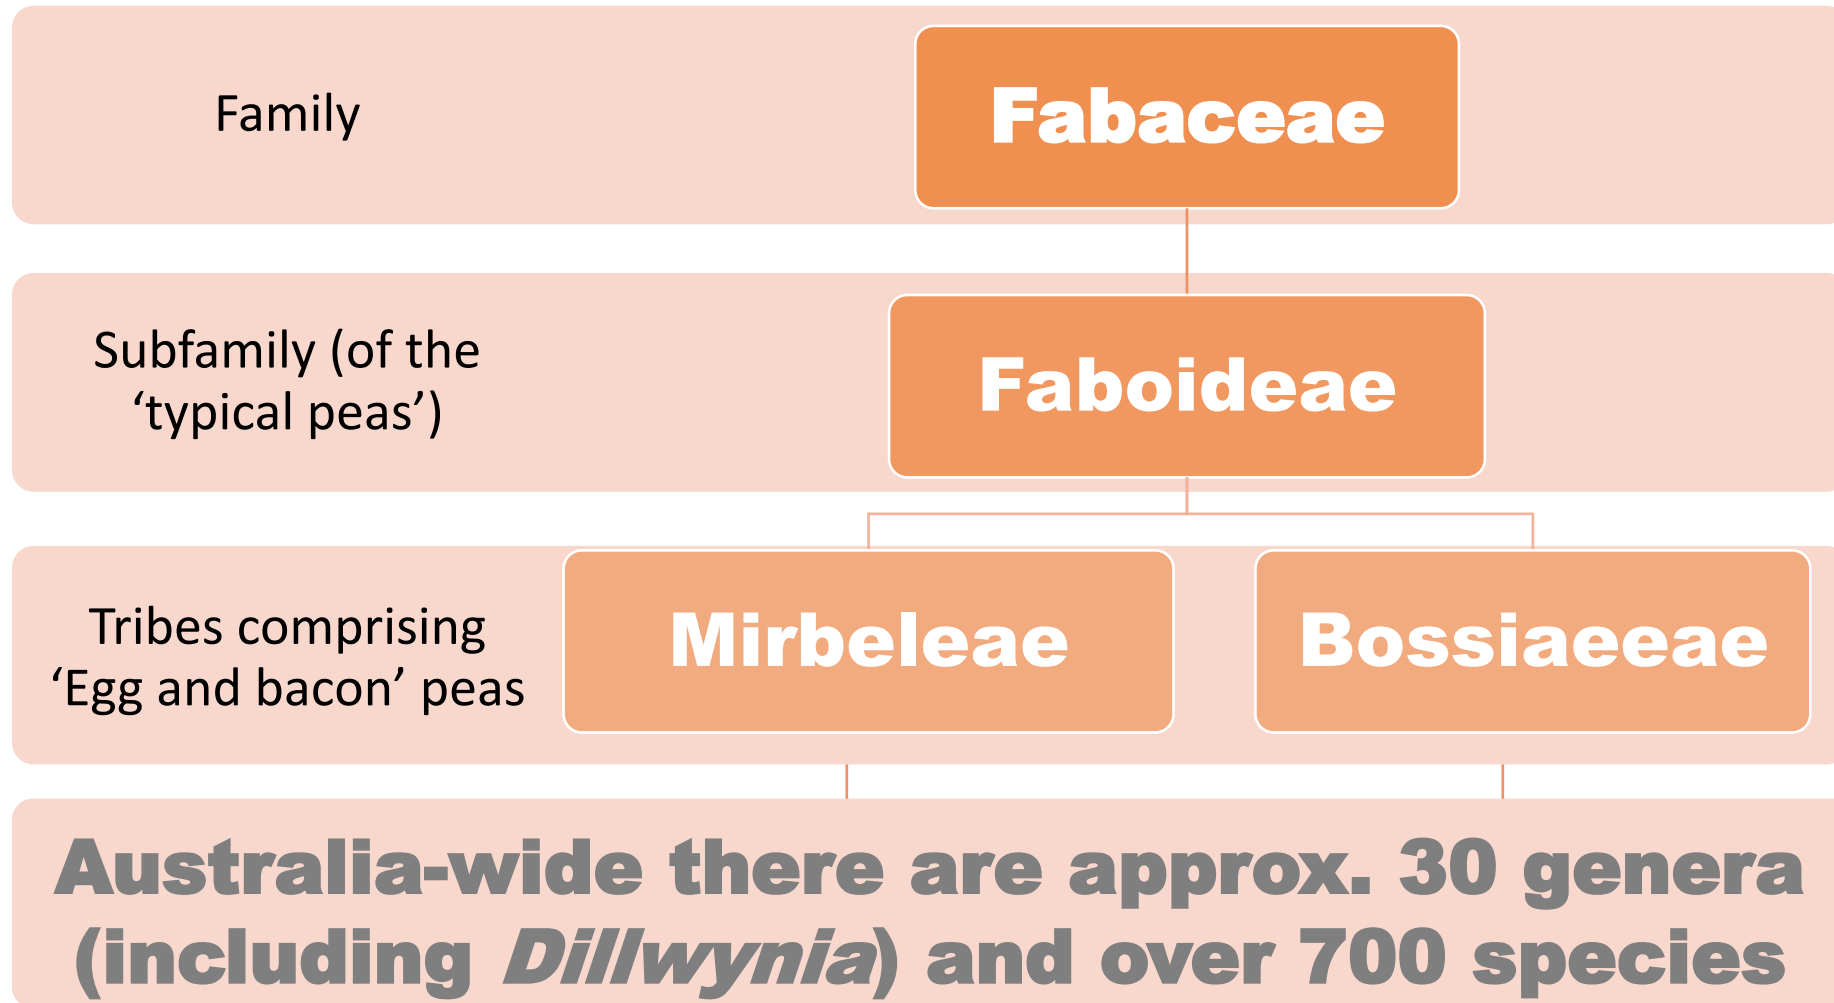 Family
Fabaceae
Subfamily (of the
‘typical peas’)
Faboideae
Tribes comprising
‘Egg and bacon’ peas
Mirbeleae
Bossiaeeae
Australia-wide there are approx. 30 genera
(including Dillwynia) and over 700 species